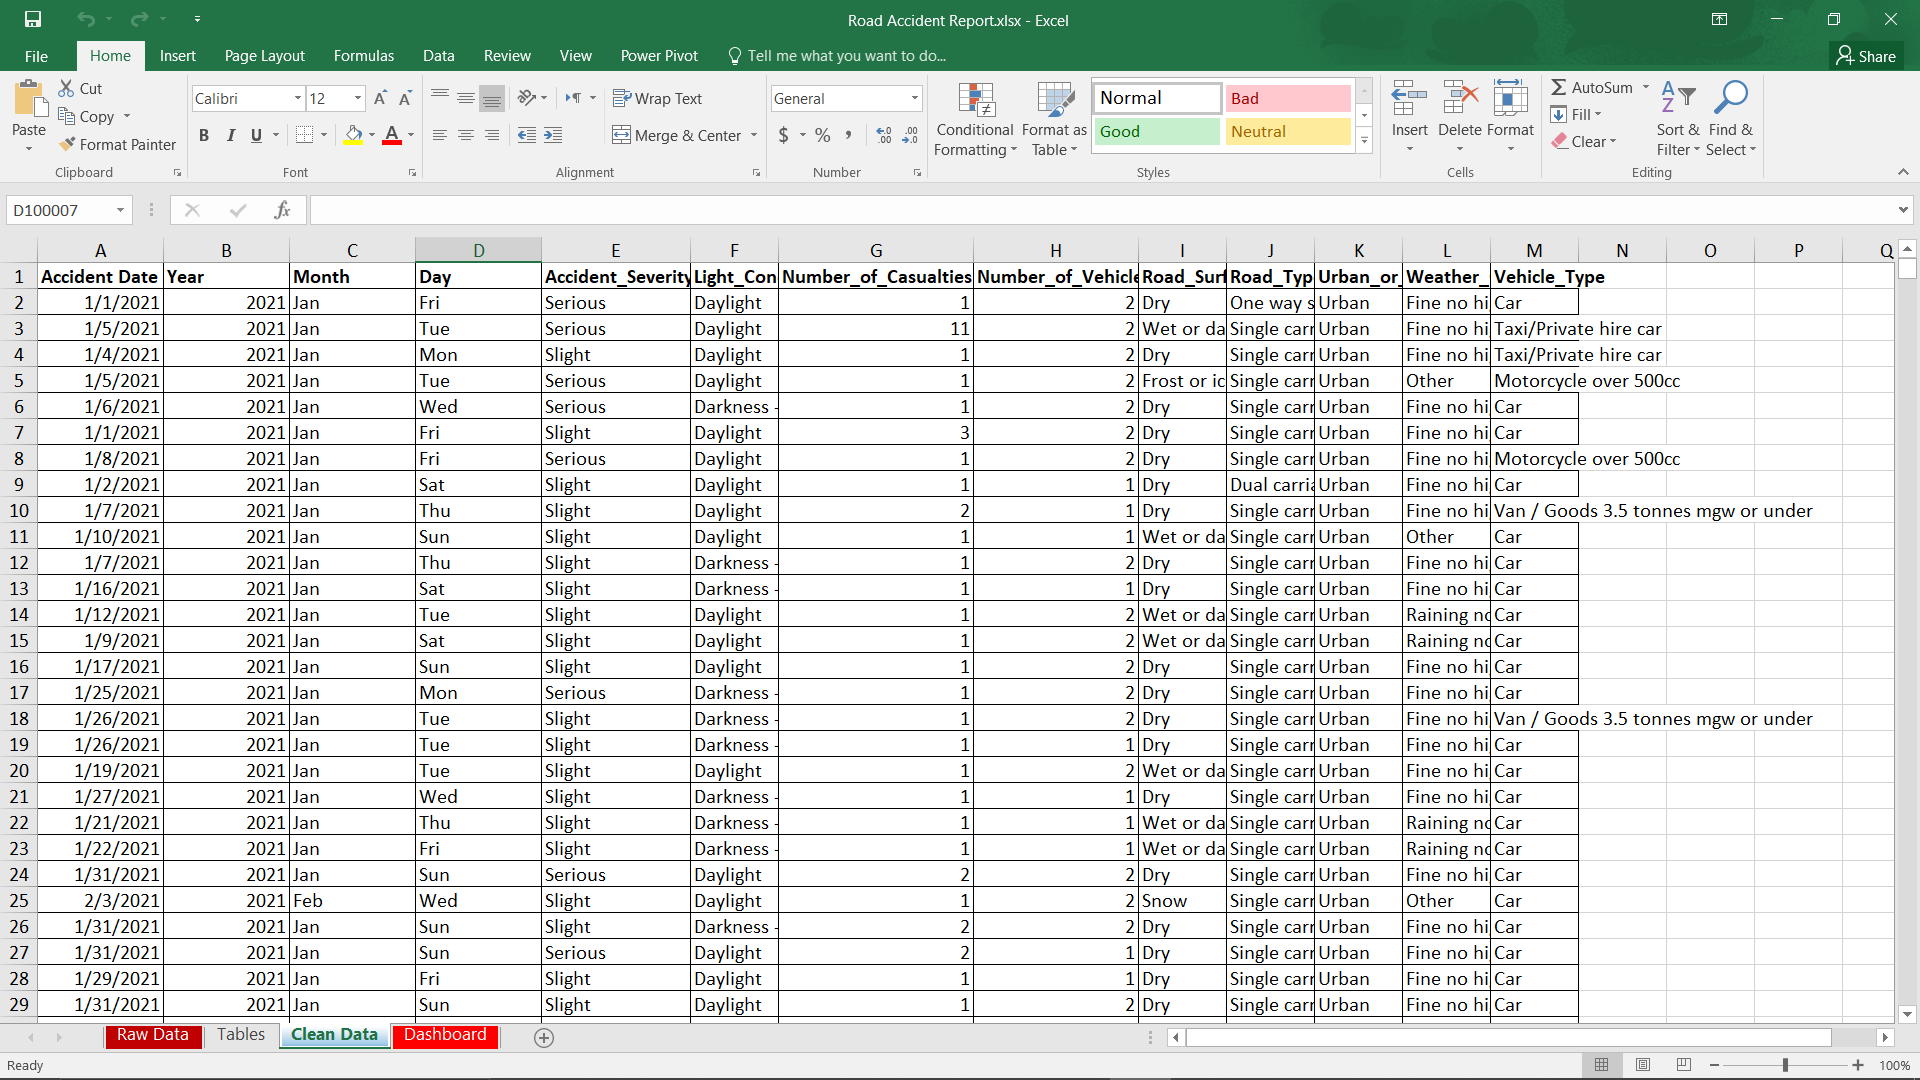 Road Accident Report.xlsx - Excel
File Home Insert Page Layout Formulas Data Review View Power Pivot Tell me what you want to do... Share
Paste Cut Copy Format Painter Clipboard
Calibri 12 A A B I U A Font
Wrap Text Merge & Center Alignment
General $ % , .0 .00 .00 .0 Number
Conditional Formatting Format as Table Normal Bad Good Neutral Styles
Insert Delete Format Cells
AutoSum Fill Clear Sort & Filter Find & Select Editing
D100007 fx
A B C D E F G H I J K L M N O P Q
1 Accident Date Year Month Day Accident_Severity Light_Con Number_of_Casualties Number_of_Vehicle Road_Surf Road_Typ Urban_or_ Weather_ Vehicle_Type
2 1/1/2021 2021 Jan Fri Serious Daylight 1 2 Dry One way s Urban Fine no hi Car
3 1/5/2021 2021 Jan Tue Serious Daylight 11 2 Wet or da Single carr Urban Fine no hi Taxi/Private hire car
4 1/4/2021 2021 Jan Mon Slight Daylight 1 2 Dry Single carr Urban Fine no hi Taxi/Private hire car
5 1/5/2021 2021 Jan Tue Serious Daylight 1 2 Frost or ic Single carr Urban Other Motorcycle over 500cc
6 1/6/2021 2021 Jan Wed Serious Darkness - 1 2 Dry Single carr Urban Fine no hi Car
7 1/1/2021 2021 Jan Fri Slight Daylight 3 2 Dry Single carr Urban Fine no hi Car
8 1/8/2021 2021 Jan Fri Serious Daylight 1 2 Dry Single carr Urban Fine no hi Motorcycle over 500cc
9 1/2/2021 2021 Jan Sat Slight Daylight 1 1 Dry Dual carria Urban Fine no hi Car
10 1/7/2021 2021 Jan Thu Slight Daylight 2 1 Dry Single carr Urban Fine no hi Van / Goods 3.5 tonnes mgw or under
11 1/10/2021 2021 Jan Sun Slight Daylight 1 1 Wet or da Single carr Urban Other Car
12 1/7/2021 2021 Jan Thu Slight Darkness - 1 2 Dry Single carr Urban Fine no hi Car
13 1/16/2021 2021 Jan Sat Slight Darkness - 1 1 Dry Single carr Urban Fine no hi Car
14 1/12/2021 2021 Jan Tue Slight Daylight 1 2 Wet or da Single carr Urban Raining no Car
15 1/9/2021 2021 Jan Sat Slight Daylight 1 2 Wet or da Single carr Urban Raining no Car
16 1/17/2021 2021 Jan Sun Slight Daylight 1 2 Dry Single carr Urban Fine no hi Car
17 1/25/2021 2021 Jan Mon Serious Darkness - 1 2 Dry Single carr Urban Fine no hi Car
18 1/26/2021 2021 Jan Tue Slight Darkness - 1 2 Dry Single carr Urban Fine no hi Van / Goods 3.5 tonnes mgw or under
19 1/26/2021 2021 Jan Tue Slight Darkness - 1 1 Dry Single carr Urban Fine no hi Car
20 1/19/2021 2021 Jan Tue Slight Daylight 1 2 Wet or da Single carr Urban Fine no hi Car
21 1/27/2021 2021 Jan Wed Slight Darkness - 1 1 Dry Single carr Urban Fine no hi Car
22 1/21/2021 2021 Jan Thu Slight Darkness - 1 1 Wet or da Single carr Urban Raining no Car
23 1/22/2021 2021 Jan Fri Slight Darkness - 1 1 Wet or da Single carr Urban Raining no Car
24 1/31/2021 2021 Jan Sun Serious Daylight 2 2 Dry Single carr Urban Fine no hi Car
25 2/3/2021 2021 Feb Wed Slight Daylight 1 2 Snow Single carr Urban Other Car
26 1/31/2021 2021 Jan Sun Slight Darkness - 2 2 Dry Single carr Urban Fine no hi Car
27 1/31/2021 2021 Jan Sun Serious Daylight 2 1 Dry Single carr Urban Fine no hi Car
28 1/29/2021 2021 Jan Fri Slight Daylight 1 1 Dry Single carr Urban Fine no hi Car
29 1/31/2021 2021 Jan Sun Slight Daylight 1 2 Dry Single carr Urban Fine no hi Car
Raw Data Tables Clean Data Dashboard
Ready 100%